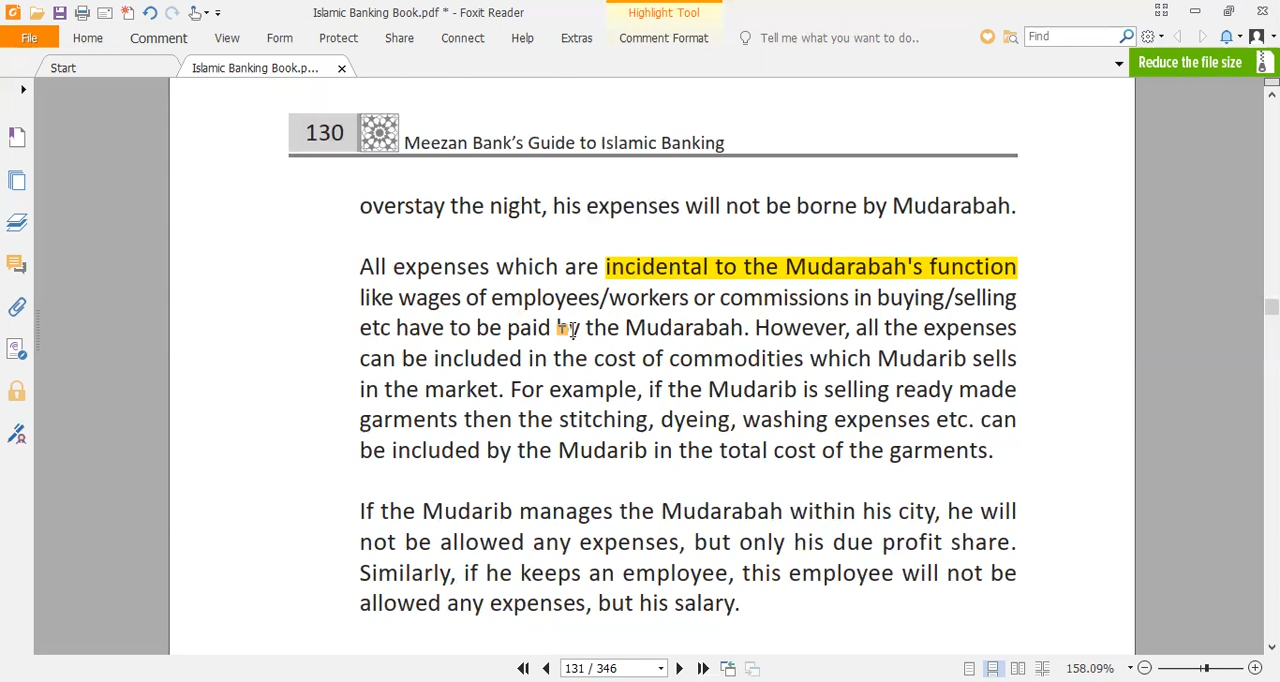 Islamic Banking Book.pdf * - Foxit Reader
Highlight Tool
File Home Comment View Form Protect Share Connect Help Extras Comment Format Tell me what you want to do.. Find
Start Islamic Banking Book.p... Reduce the file size
130 Meezan Bank’s Guide to Islamic Banking
overstay the night, his expenses will not be borne by Mudarabah.
All expenses which are incidental to the Mudarabah's function
like wages of employees/workers or commissions in buying/selling
etc have to be paid by the Mudarabah. However, all the expenses
can be included in the cost of commodities which Mudarib sells
in the market. For example, if the Mudarib is selling ready made
garments then the stitching, dyeing, washing expenses etc. can
be included by the Mudarib in the total cost of the garments.
If the Mudarib manages the Mudarabah within his city, he will
not be allowed any expenses, but only his due profit share.
Similarly, if he keeps an employee, this employee will not be
allowed any expenses, but his salary.
131 / 346 158.09%